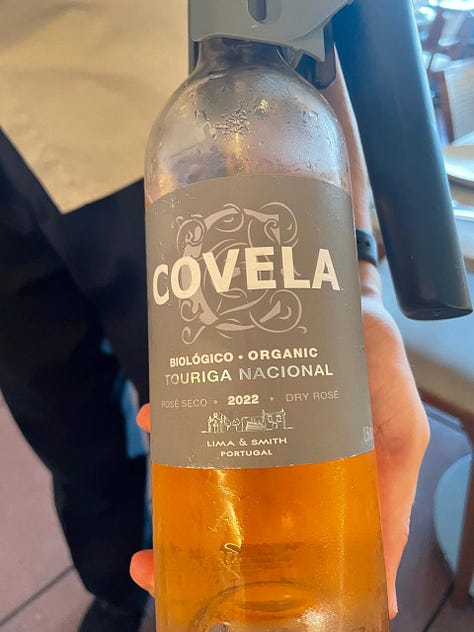 COVELA
BIOLÓGICO • ORGANIC
TOURIGA NACIONAL
ROSÉ SECO • 2022 • DRY ROSÉ
LIMA & SMITH
PORTUGAL